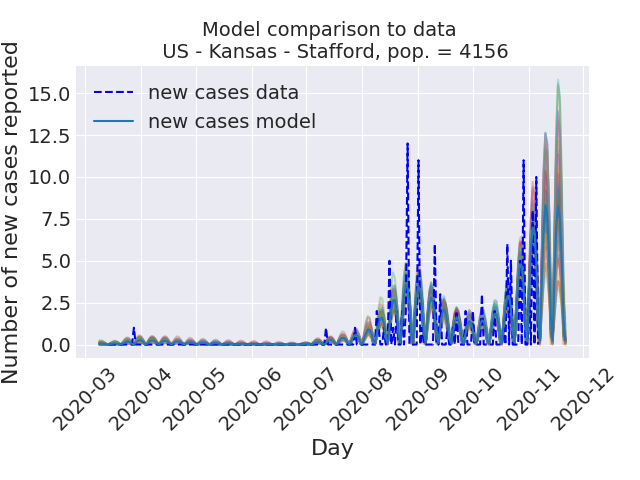 Model comparison to data
US - Kansas - Stafford, pop. = 4156
Number of new cases reported
15.0
12.5
10.0
7.5
5.0
2.5
0.0
new cases data
new cases model
2020-03
2020-04
2020-05
2020-06
2020-07
2020-08
2020-09
2020-10
2020-11
2020-12
Day